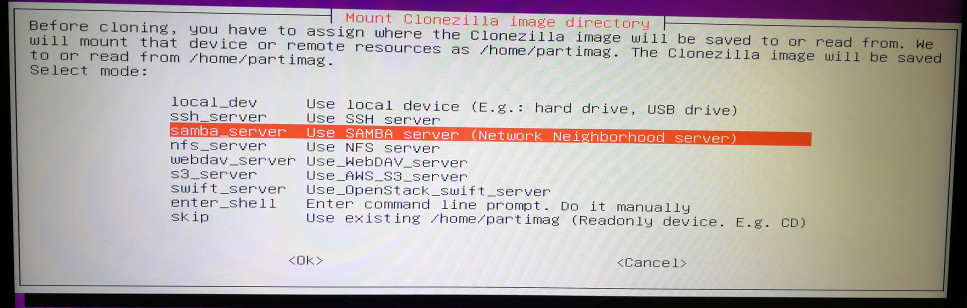 Mount Clonezilla image directory
Before cloning, you have to assign where the Clonezilla image will be saved to or read from. We
will mount that device or remote resources as /home/partimag. The Clonezilla image will be saved
to or read from /home/partimag.
Select mode:
local_dev Use local device (E.g.: hard drive, USB drive)
ssh_server Use SSH server
samba_server Use SAMBA server (Network Neighborhood server)
nfs_server Use NFS server
webdav_server Use_WebDAV_server
s3_server Use_AWS_S3_server
swift_server Use_OpenStack_swift_server
enter_shell Enter command line prompt. Do it manually
skip Use existing /home/partimag (Readonly device. E.g. CD)
<Ok> <Cancel>